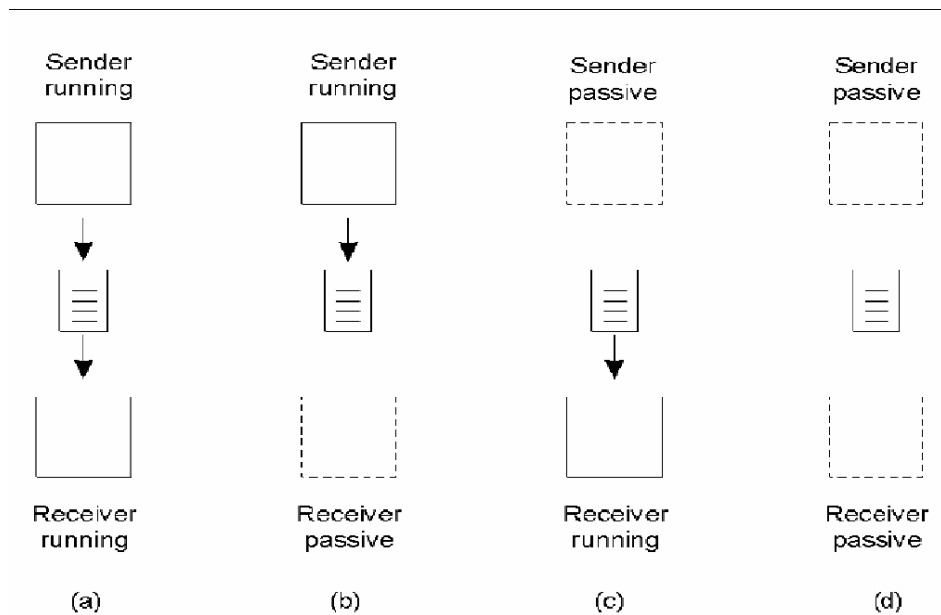 Sender
running
Sender
running
Sender
passive
Sender
passive
Receiver
running
Receiver
passive
Receiver
running
Receiver
passive
(a)
(b)
(c)
(d)